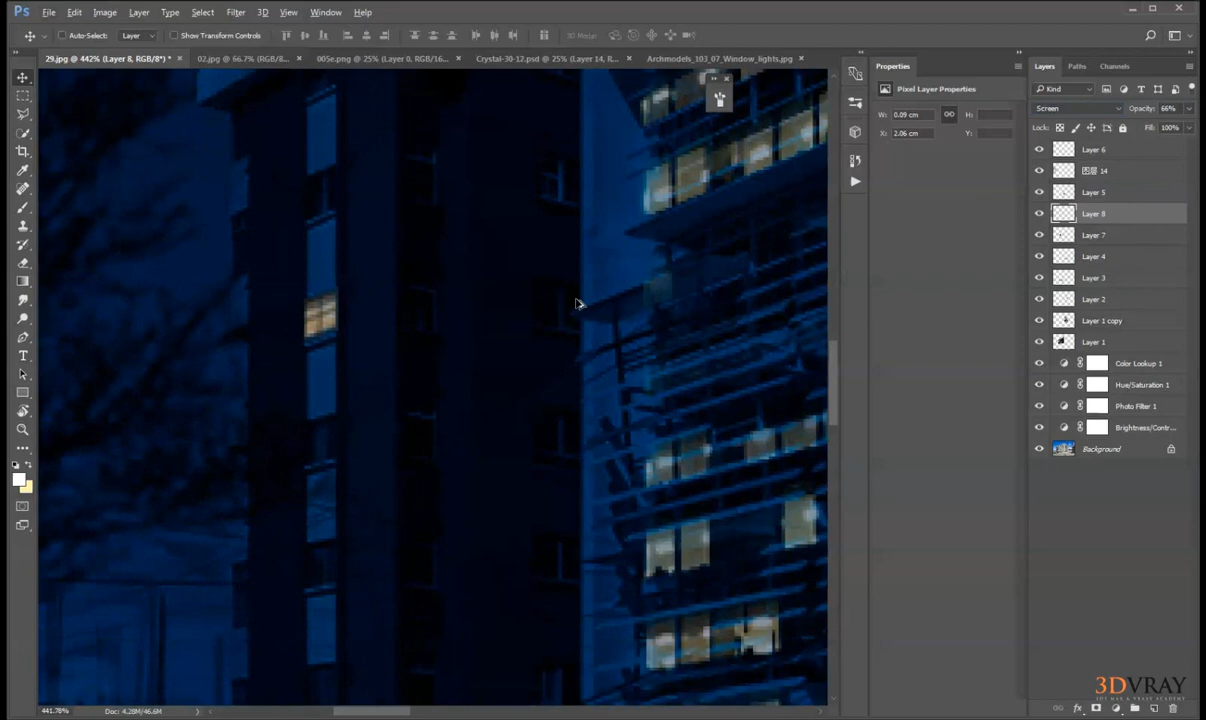 Ps File Edit Image Layer Type Select Filter 3D View Window Help
Auto-Select: Layer Show Transform Controls
29.jpg @ 442% (Layer 8, RGB/8*) * × 02.jpg @ 66.7% (RGB/8... × 005e.png @ 25% (Layer 0, RGB/16... × Crystal-30-12.psd @ 25% (Layer 14, R... × Archmodels_103_07_Window_lights.jpg ×
Properties
Pixel Layer Properties
W: 0.09 cm H:
X: 2.06 cm Y:
Layers Paths Channels
Kind
Screen Opacity: 66%
Lock: Fill: 100%
Layer 6
14
Layer 5
Layer 8
Layer 7
Layer 4
Layer 3
Layer 2
Layer 1 copy
Layer 1
Color Lookup 1
Hue/Saturation 1
Photo Filter 1
Brightness/Contr...
Background
T
441.78% Doc: 4.28M/46.6M
fx
3DVRAY